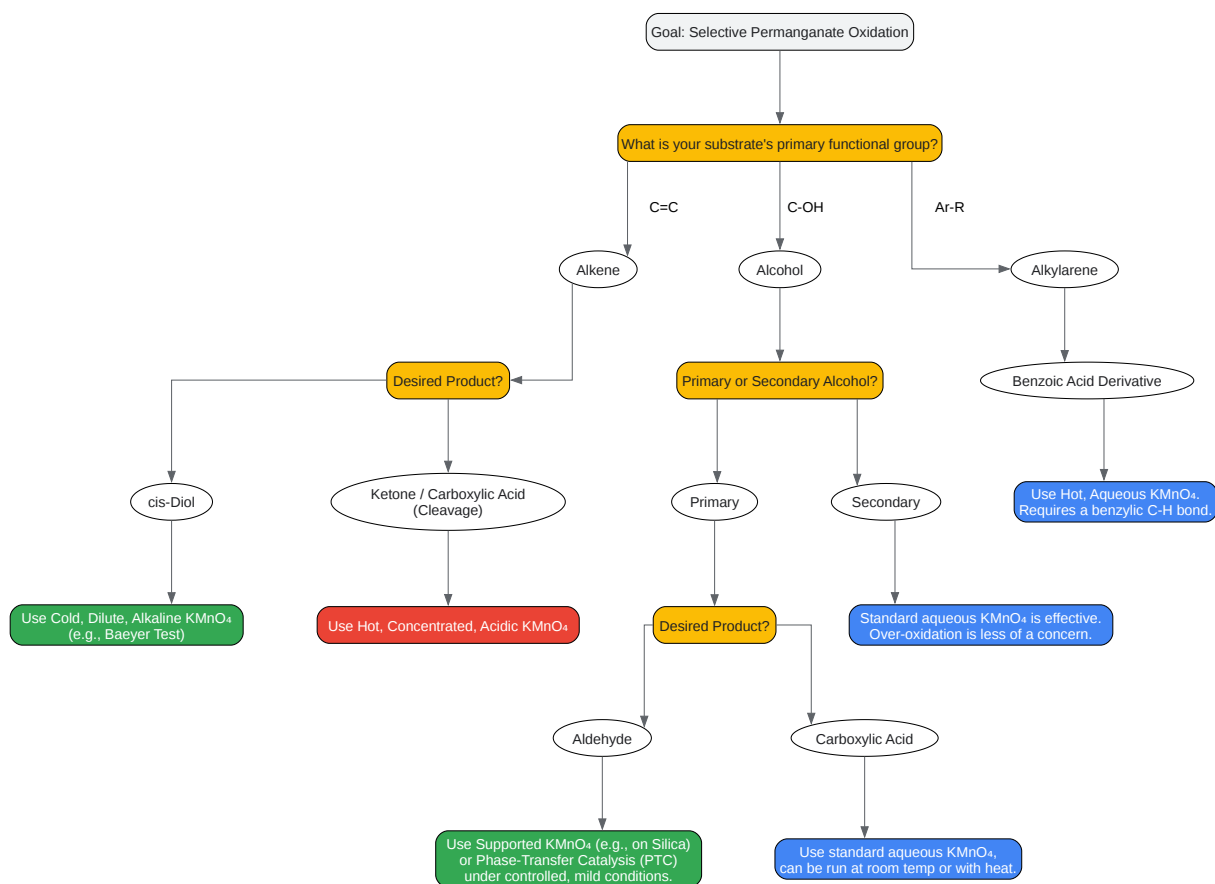 Goal: Selective Permanganate Oxidation
What is your substrate's primary functional group?
C=C
C-OH
Ar-R
Alkene
Alcohol
Alkylarene
Desired Product?
Primary or Secondary Alcohol?
Benzoic Acid Derivative
cis-Diol
Ketone / Carboxylic Acid
(Cleavage)
Primary
Secondary
Use Hot, Aqueous KMnO₄.
Requires a benzylic C-H bond.
Use Cold, Dilute, Alkaline KMnO₄
(e.g., Baeyer Test)
Use Hot, Concentrated, Acidic KMnO₄
Desired Product?
Standard aqueous KMnO₄ is effective.
Over-oxidation is less of a concern.
Aldehyde
Carboxylic Acid
Use Supported KMnO₄ (e.g., on Silica)
or Phase-Transfer Catalysis (PTC)
under controlled, mild conditions.
Use standard aqueous KMnO₄,
can be run at room temp or with heat.